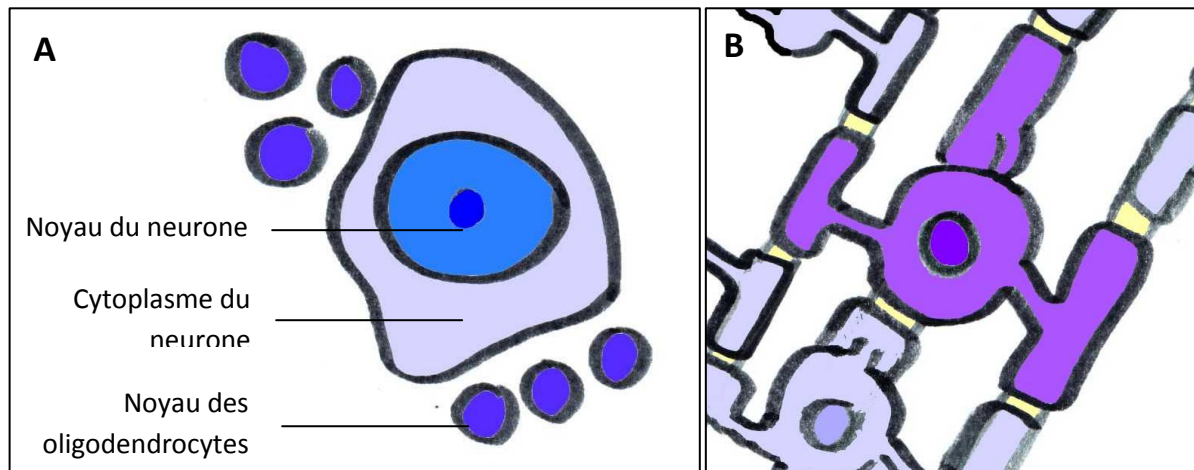 A
B
Noyau du neurone
Cytoplasme du
neurone
Noyau des
oligodendrocytes